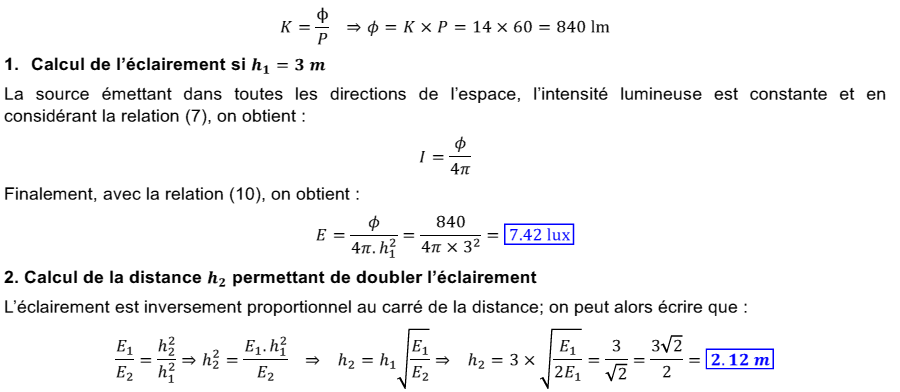 K = ϕ/P ⇒ ϕ = K × P = 14 × 60 = 840 lm
1. Calcul de l'éclairement si h₁ = 3 m
La source émettant dans toutes les directions de l'espace, l'intensité lumineuse est constante et en
considérant la relation (7), on obtient :
I = ϕ/4π
Finalement, avec la relation (10), on obtient :
E = ϕ/(4π. h₁²) = 840/(4π × 3²) = 7.42 lux
2. Calcul de la distance h₂ permettant de doubler l'éclairement
L'éclairement est inversement proportionnel au carré de la distance; on peut alors écrire que :
E₁/E₂ = h₂²/h₁² ⇒ h₂² = E₁. h₁²/E₂ ⇒ h₂ = h₁√(E₁/E₂) ⇒ h₂ = 3 × √(E₁/2E₁) = 3/√2 = 3√2/2 = 2.12 m